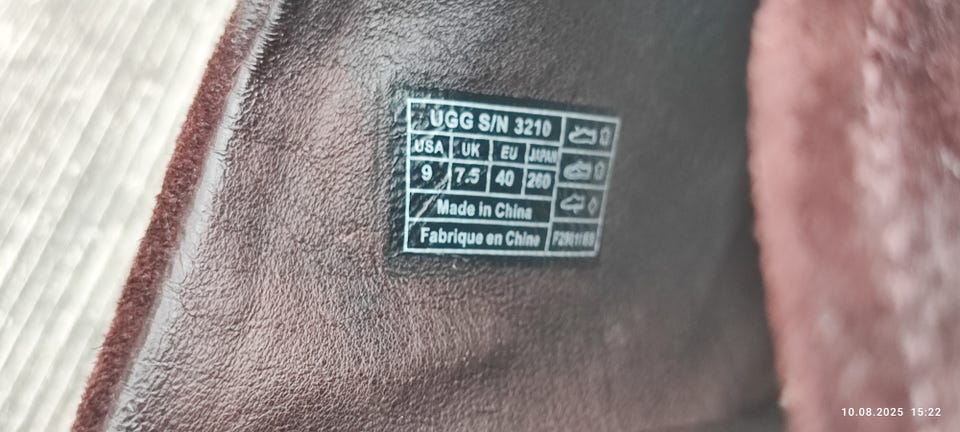 UGG S/N 3210
USA UK EU JAPAN
9 7.5 40 260
Made in China
Fabrique en Chine
10.08.2025 15:22